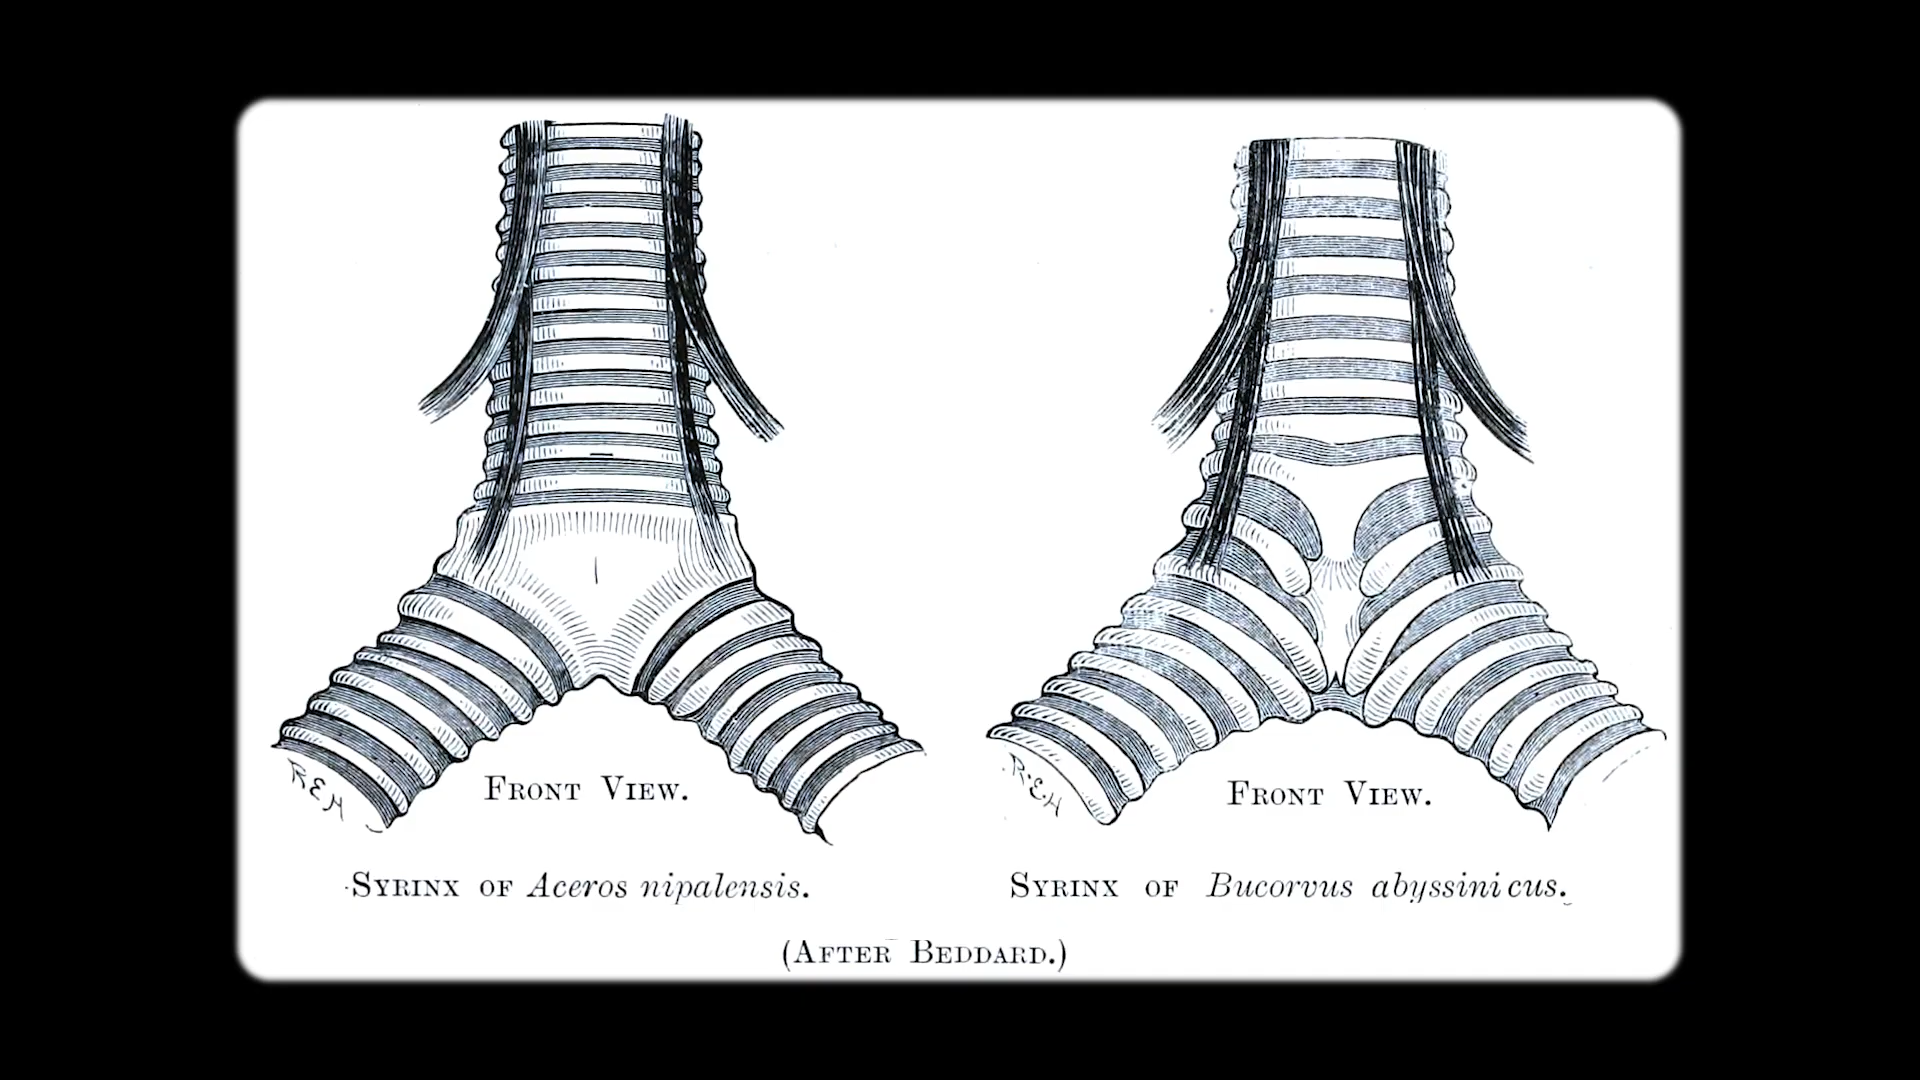 R.E.H
FRONT VIEW.
SYRINX OF Aceros nipalensis.
R.E.H
FRONT VIEW.
SYRINX OF Bucorvus abyssinicus.
(AFTER BEDDARD.)